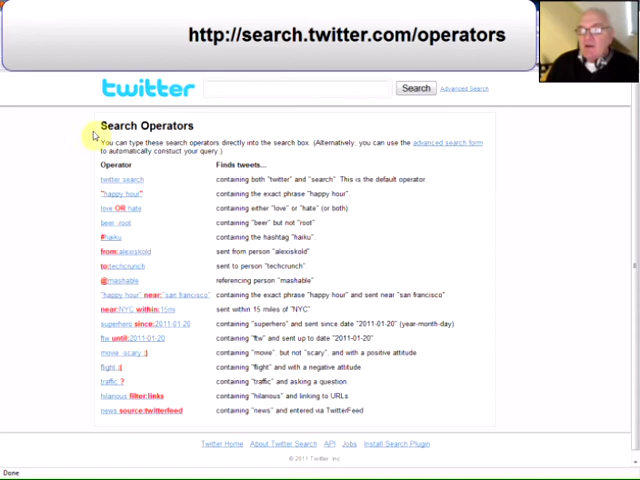 http://search.twitter.com/operators
twitter
Search
Advanced Search
Search Operators
You can type these search operators directly into the search box. (Alternatively, you can use the advanced search form
to automatically constuct your query.)
Operator Finds tweets...
twitter search containing both "twitter" and "search". This is the default operator.
"happy hour" containing the exact phrase "happy hour".
love OR hate containing either "love" or "hate" (or both).
beer -root containing "beer" but not "root"
#haiku containing the hashtag "haiku".
from:alexiskold sent from person "alexiskold"
to:techcrunch sent to person "techcrunch"
@mashable referencing person "mashable"
"happy hour" near:"san francisco" containing the exact phrase "happy hour" and sent near "san francisco".
near:NYC within:15mi sent within 15 miles of "NYC"
superhero since:2011-01-20 containing "superhero" and sent since date "2011-01-20" (year-month-day)
ftw until:2011-01-20 containing "ftw" and sent up to date "2011-01-20".
movie -scary :) containing "movie", but not "scary", and with a positive attitude
flight :( containing "flight" and with a negative attitude
traffic ? containing "traffic" and asking a question
hilarious filter:links containing "hilarious" and linking to URLs
news source:twitterfeed containing "news" and entered via TwitterFeed
Twitter Home About Twitter Search API Jobs Install Search Plugin
© 2011 Twitter, Inc.
Done